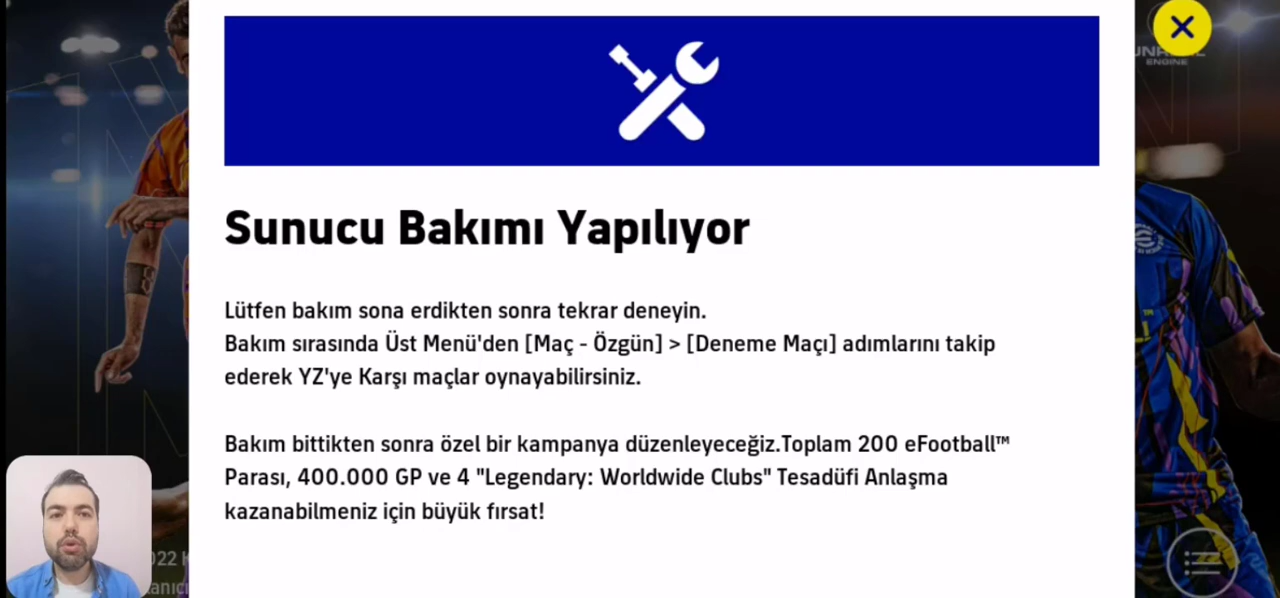 UNREAL
ENGINE
Sunucu Bakımı Yapılıyor
Lütfen bakım sona erdikten sonra tekrar deneyin.
Bakım sırasında Üst Menü'den [Maç - Özgün] > [Deneme Maçı] adımlarını takip
ederek YZ'ye Karşı maçlar oynayabilirsiniz.
Bakım bittikten sonra özel bir kampanya düzenleyeceğiz.Toplam 200 eFootball™
Parası, 400.000 GP ve 4 "Legendary: Worldwide Clubs" Tesadüfi Anlaşma
kazanabilmeniz için büyük fırsat!